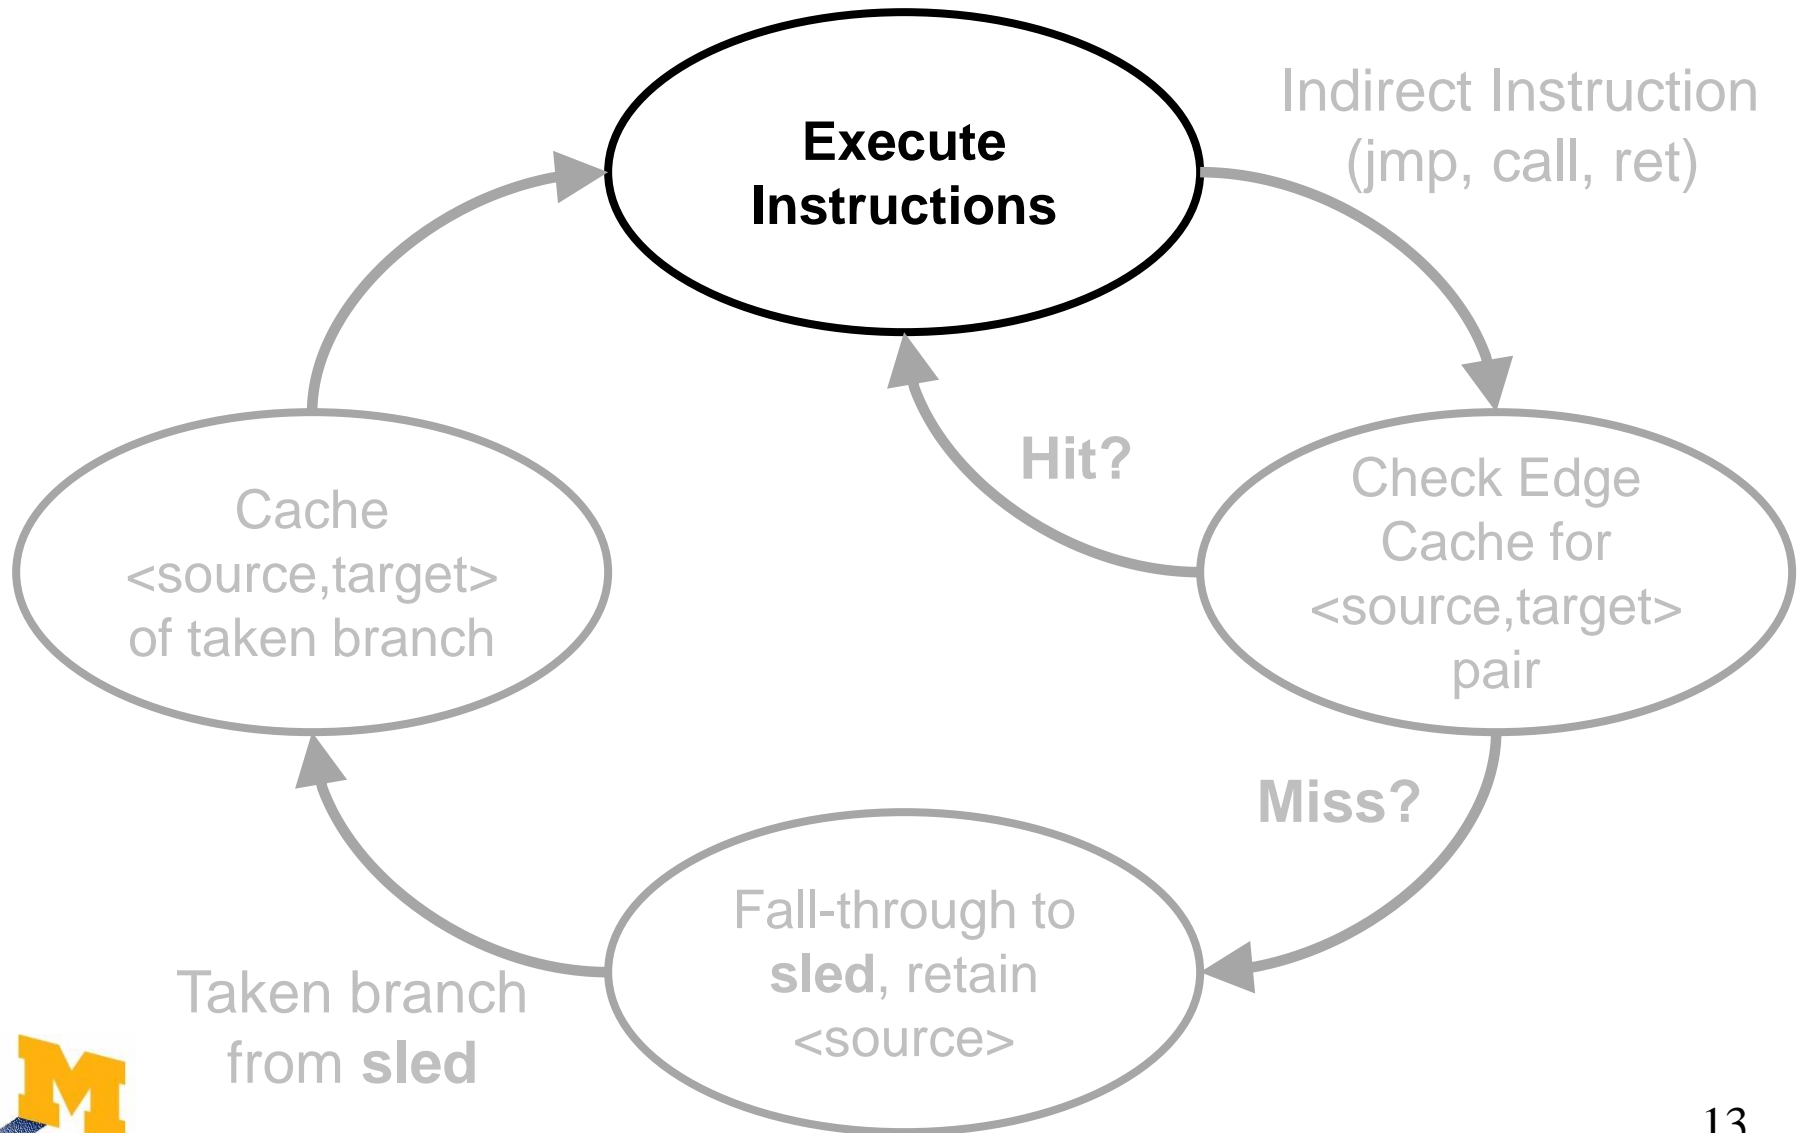 Execute
Instructions
Indirect Instruction
(jmp, call, ret)
Hit?
Check Edge
Cache for
<source,target>
pair
Cache
<source,target>
of taken branch
Miss?
Fall-through to
sled, retain
<source>
Taken branch
from sled
M
13